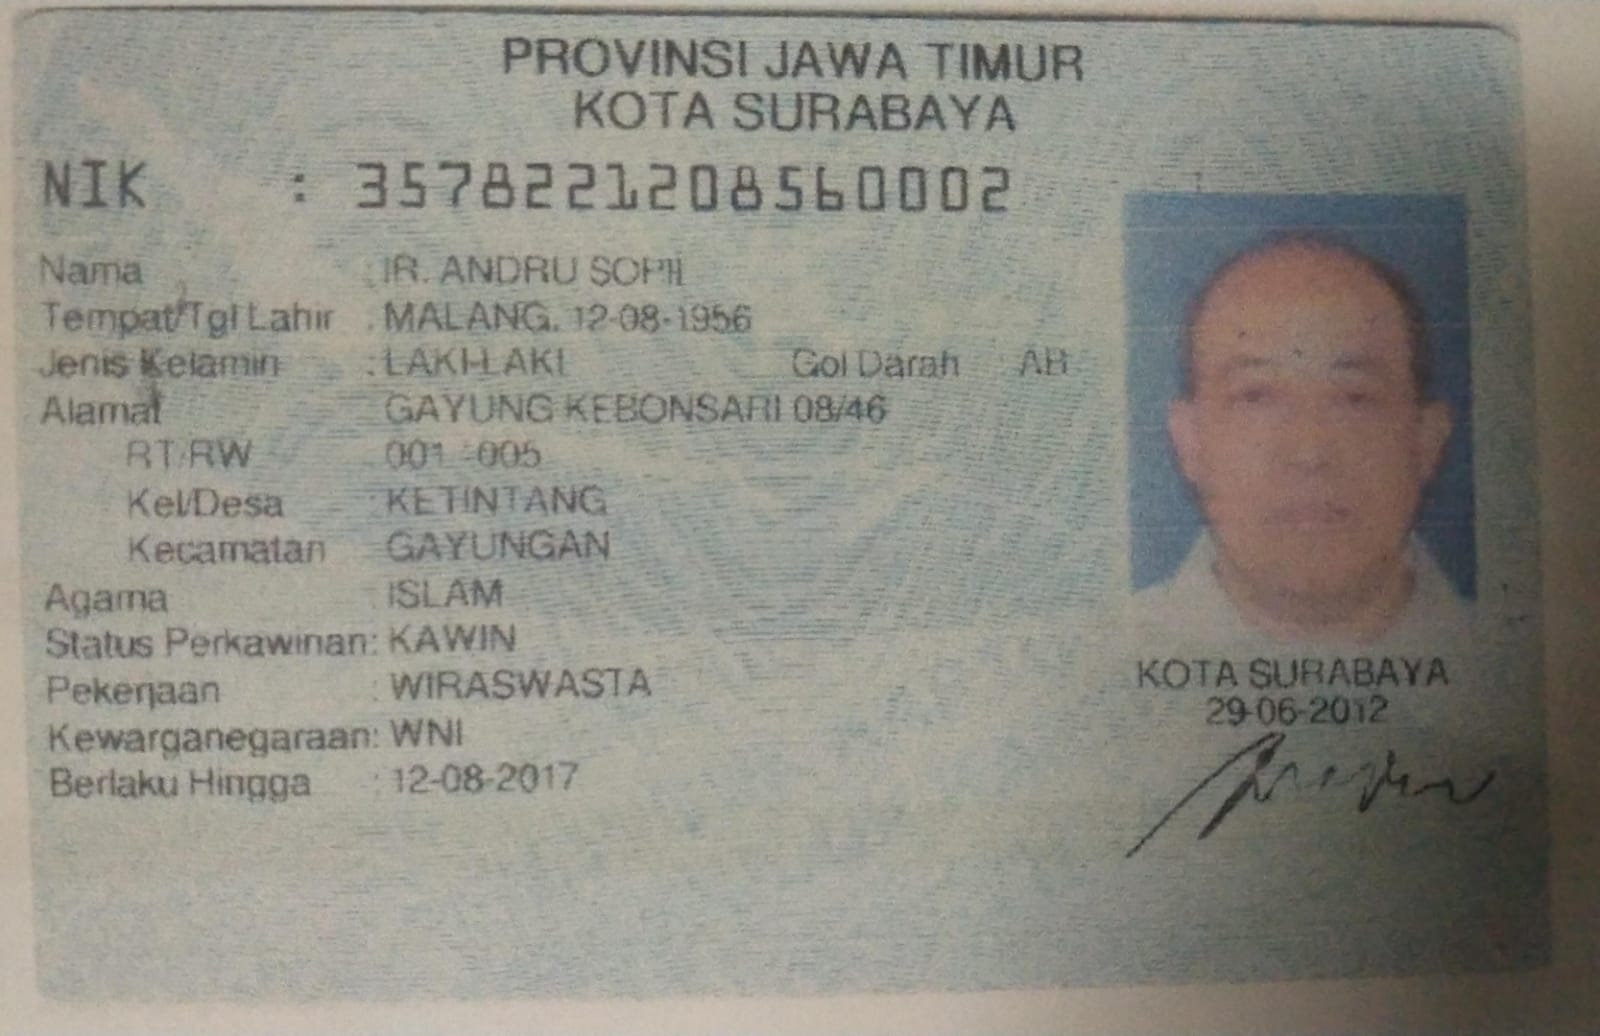 PROVINSI JAWA TIMUR
KOTA SURABAYA
NIK : 3578221208560002
Nama : IR. ANDRU
Tempat/Tgl Lahir : MALANG, 12-08-1956
Jenis Kelamin : LAKI-LAKI Gol Darah AB
Alamat GAYUNG KEBONSARI 08/46
RT/RW 001 005
Kel/Desa : KETINTANG
Kecamatan GAYUNGAN
Agama : ISLAM
Status Perkawinan: KAWIN
Pekerjaan : WIRASWASTA
Kewarganegaraan: WNI
Berlaku Hingga : 12-08-2017
KOTA SURABAYA
29-06-2012